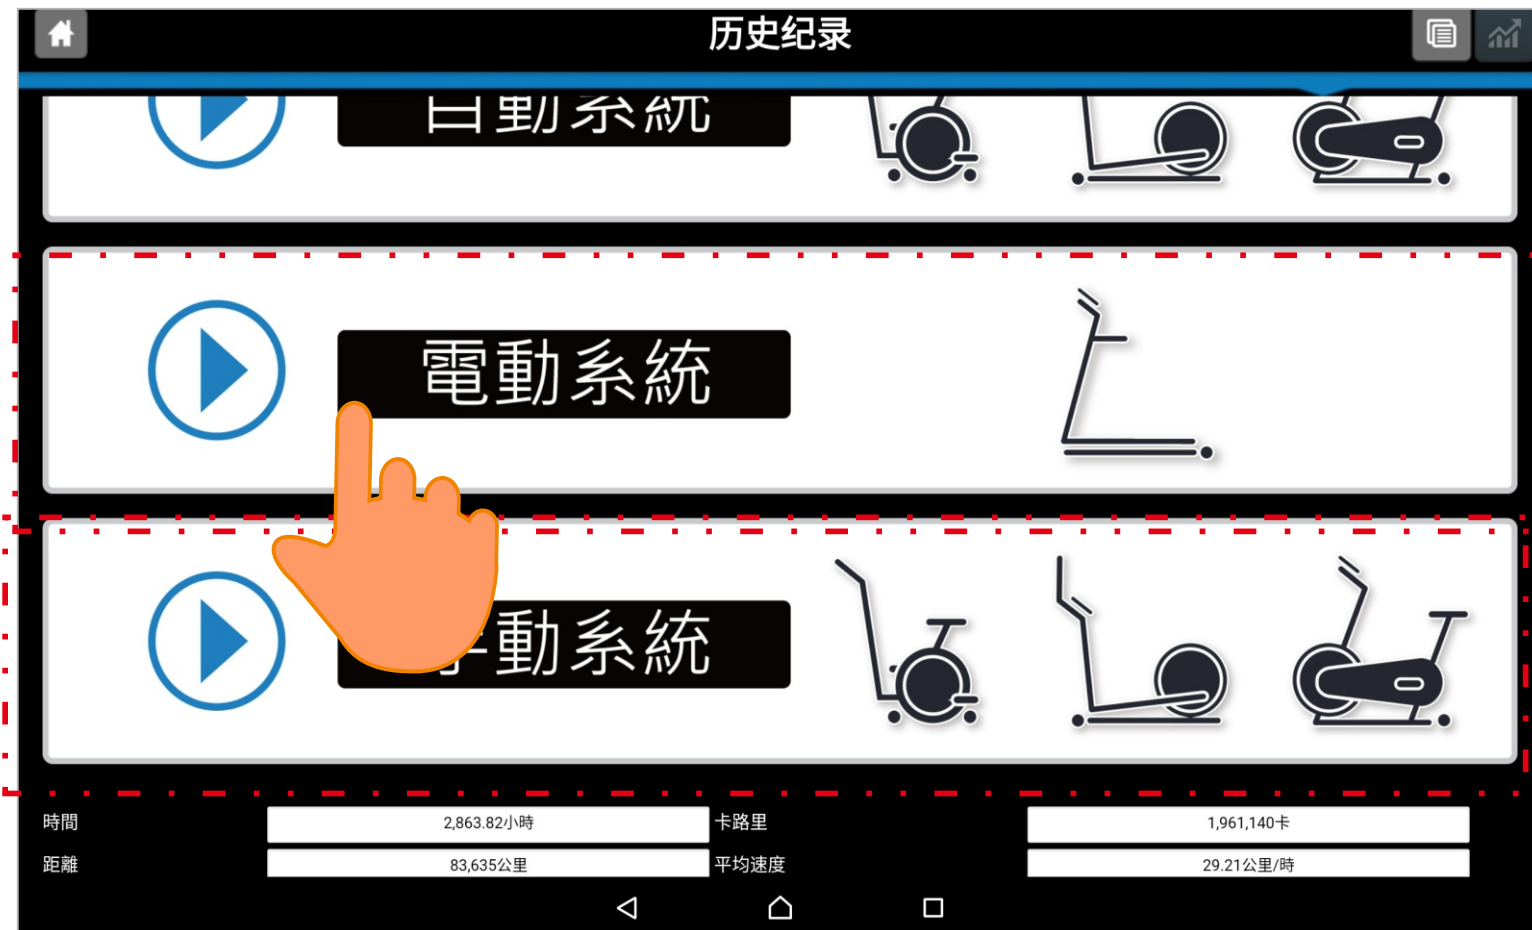 历史纪录
自動系統
電動系統
手動系統
時間 2,863.82小時 卡路里 1,961,140卡
距離 83,635公里 平均速度 29.21公里/時